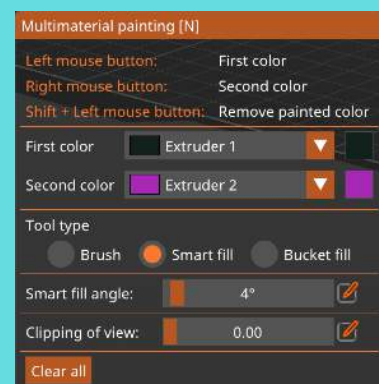 Multimaterial painting [N]
Left mouse button: First color
Right mouse button: Second color
Shift + Left mouse button: Remove painted color
First color Extruder 1
Second color Extruder 2
Tool type
Brush Smart fill Bucket fill
Smart fill angle: 4°
Clipping of view: 0.00
Clear all